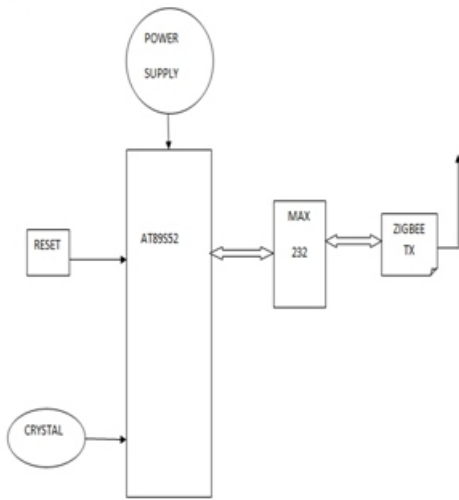 POWER
SUPPLY
RESET
AT89S52
MAX
232
ZIGBEE
TX
CRYSTAL